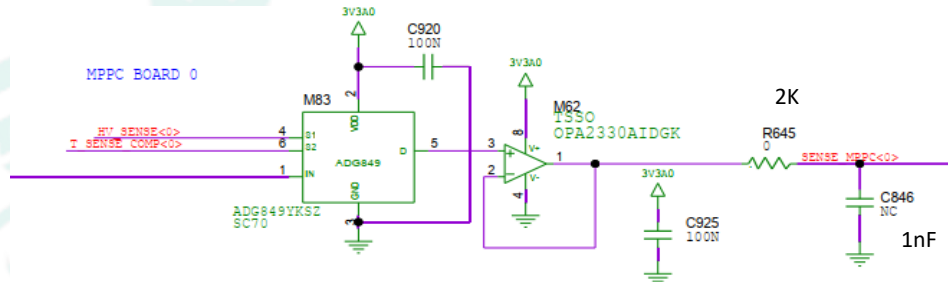 3V3A0
C920
100N
MPPC BOARD 0
3V3A0
M83
2
VDD
M62
TSSO
OPA2330AIDGK
2K
HV_SENSE<0>
4
S1
T_SENSE_COMP<0>
6
S2
ADG849
D
5
3
8
V+
1
R645
0
SENSE_MPPC<0>
1
IN
2
V-
4
3V3A0
GND
3
C846
NC
ADG849YKSZ
SC70
C925
100N
1nF